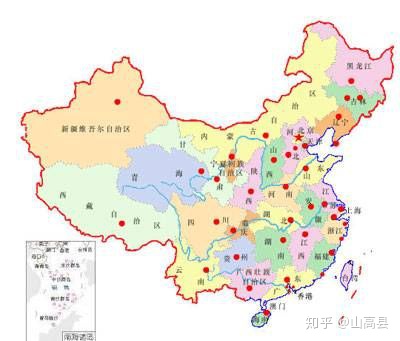 黑龙江
吉林
辽宁
内蒙古自治区
新疆维吾尔自治区
甘肃
北京
天津
河北
山西
山东
宁夏回族
自治区
青海
陕西
河南
西藏自治区
四川
重庆
湖北
安徽
上海
浙江
湖南
江西
福建
贵州
云南
广西壮族
自治区
广东
台湾
香港
澳门
海南
南海诸岛
知乎 @山高县